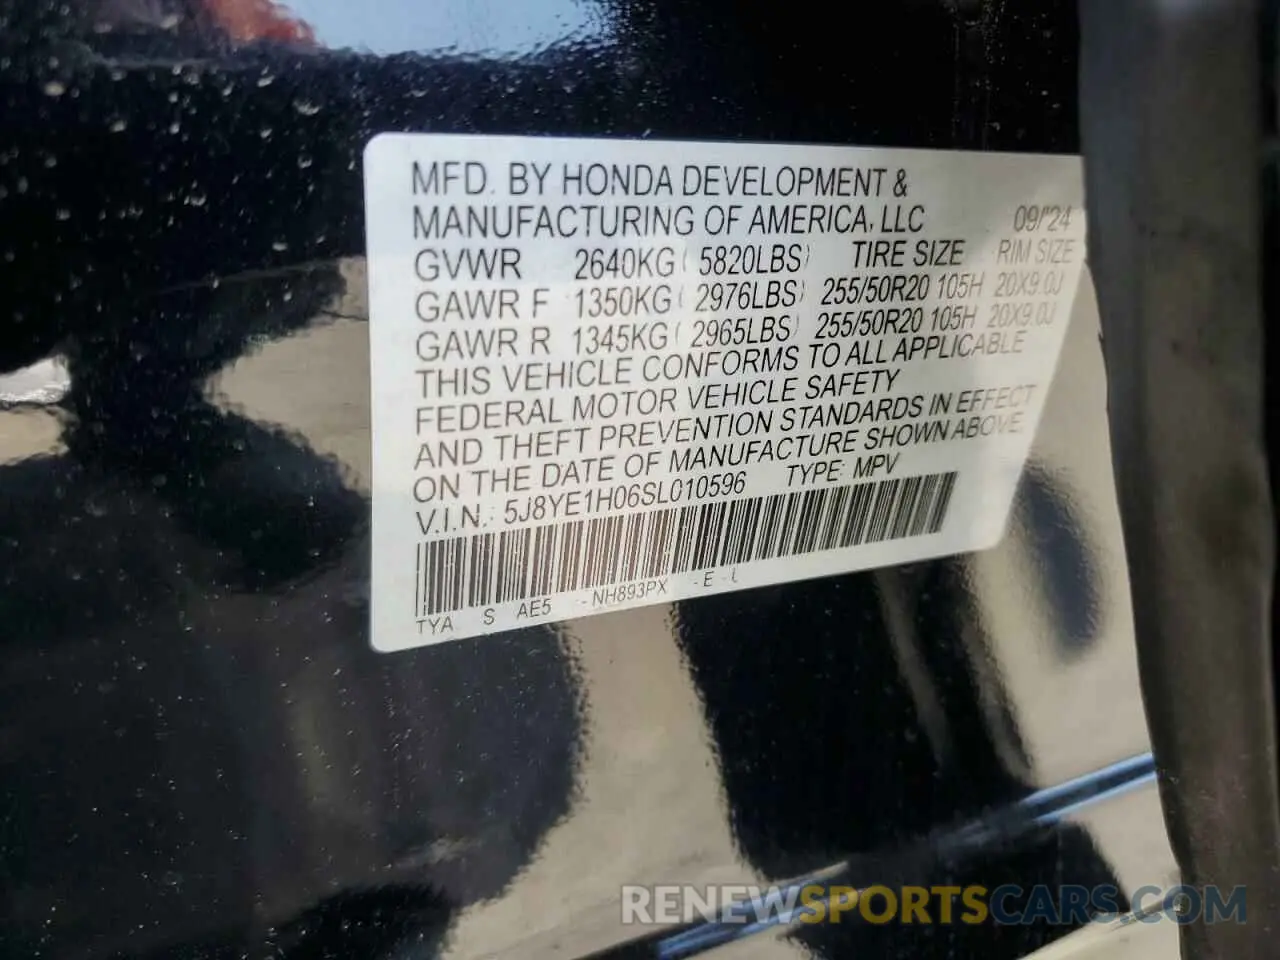 MFD. BY HONDA DEVELOPMENT &
MANUFACTURING OF AMERICA, LLC 09/'24
GVWR 2640KG ( 5820LBS) TIRE SIZE RIM SIZE
GAWR F 1350KG ( 2976LBS) 255/50R20 105H 20X9.0J
GAWR R 1345KG ( 2965LBS) 255/50R20 105H 20X9.0J
THIS VEHICLE CONFORMS TO ALL APPLICABLE
FEDERAL MOTOR VEHICLE SAFETY
AND THEFT PREVENTION STANDARDS IN EFFECT
ON THE DATE OF MANUFACTURE SHOWN ABOVE
V.I.N.: 5J8YE1H06SL010596 TYPE: MPV
TYA S AE5 - NH893PX - E -
RENEWSPORTSCARS.COM